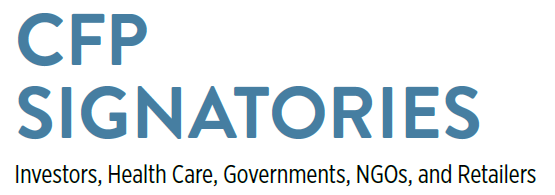 CFP
SIGNATORIES
Investors, Health Care, Governments, NGOs, and Retailers